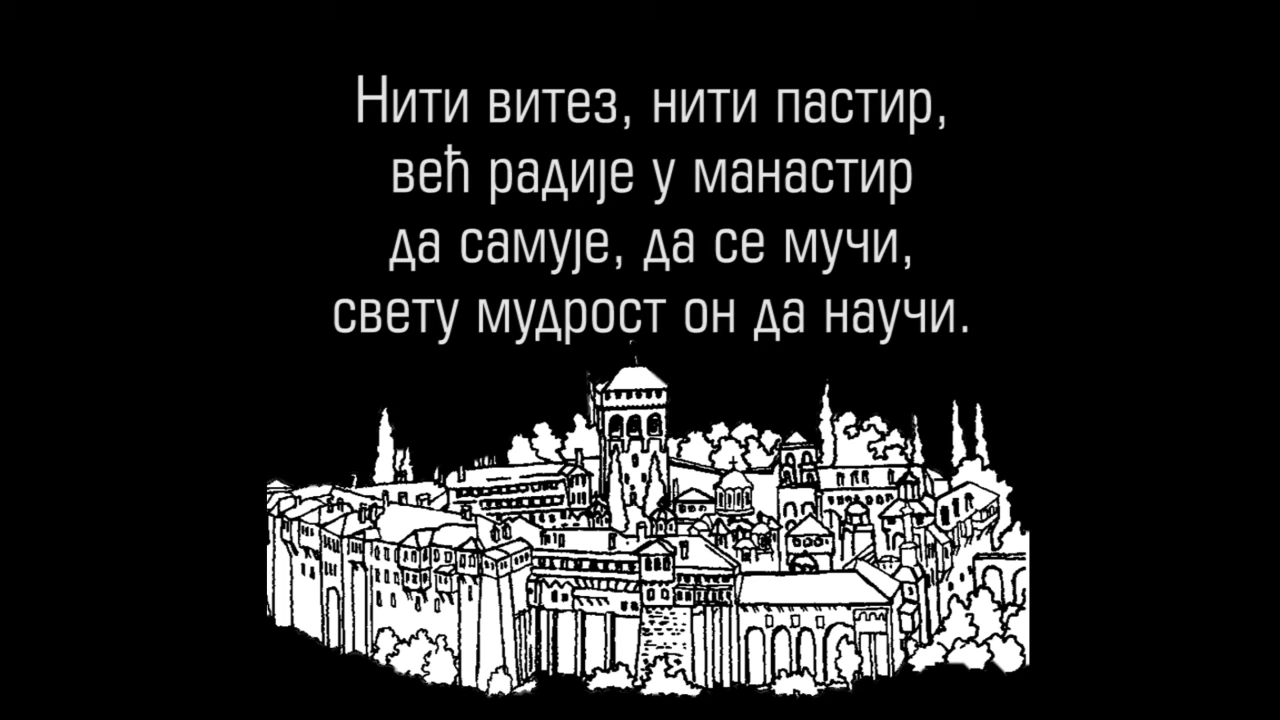 Нити витез, нити пастир,
већ радије у манастир
да самује, да се мучи,
свету мудрост он да научи.